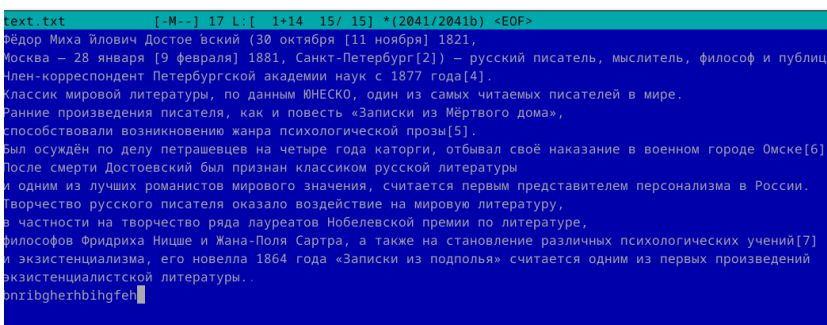 text.txt [-M--] 17 L:[ 1+14 15/ 15] *(2041/2041b) <EOF>
Фёдор Миха́йлович Достое́вский (30 октября [11 ноября] 1821,
Москва — 28 января [9 февраля] 1881, Санкт-Петербург[2]) — русский писатель, мыслитель, философ и публиц
Член-корреспондент Петербургской академии наук с 1877 года[4].
Классик мировой литературы, по данным ЮНЕСКО, один из самых читаемых писателей в мире.
Ранние произведения писателя, как и повесть «Записки из Мёртвого дома»,
способствовали возникновению жанра психологической прозы[5].
Был осуждён по делу петрашевцев на четыре года каторги, отбывал своё наказание в военном городе Омске[6]
После смерти Достоевский был признан классиком русской литературы
и одним из лучших романистов мирового значения, считается первым представителем персонализма в России.
Творчество русского писателя оказало воздействие на мировую литературу,
в частности на творчество ряда лауреатов Нобелевской премии по литературе,
философов Фридриха Ницше и Жана-Поля Сартра, а также на становление различных психологических учений[7]
и экзистенциализма, его новелла 1864 года «Записки из подполья» считается одним из первых произведений
экзистенциалистской литературы..
bnribgherhbihgfeh